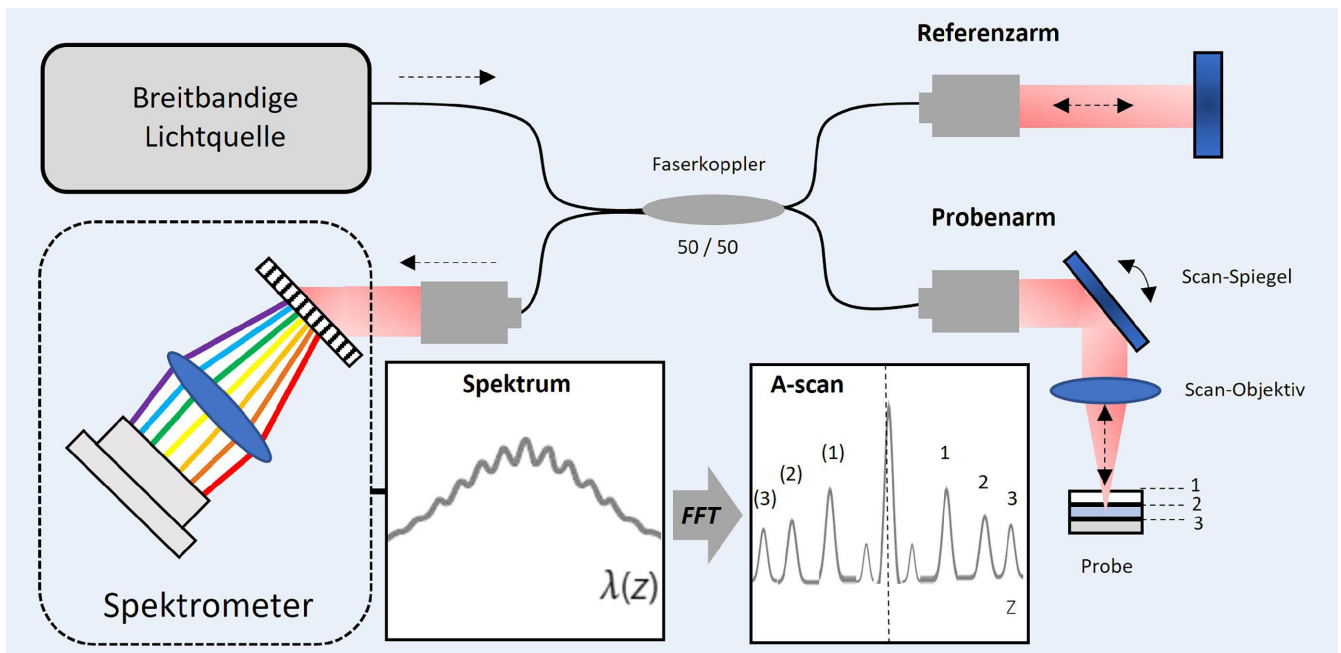 Breitbandige
Lichtquelle
Referenzarm
Faserkoppler
50 / 50
Probenarm
Scan-Spiegel
Scan-Objektiv
1
2
3
Probe
Spektrometer
Spektrum
λ(z)
FFT
A-scan
(3)
(2)
(1)
1
2
3
z